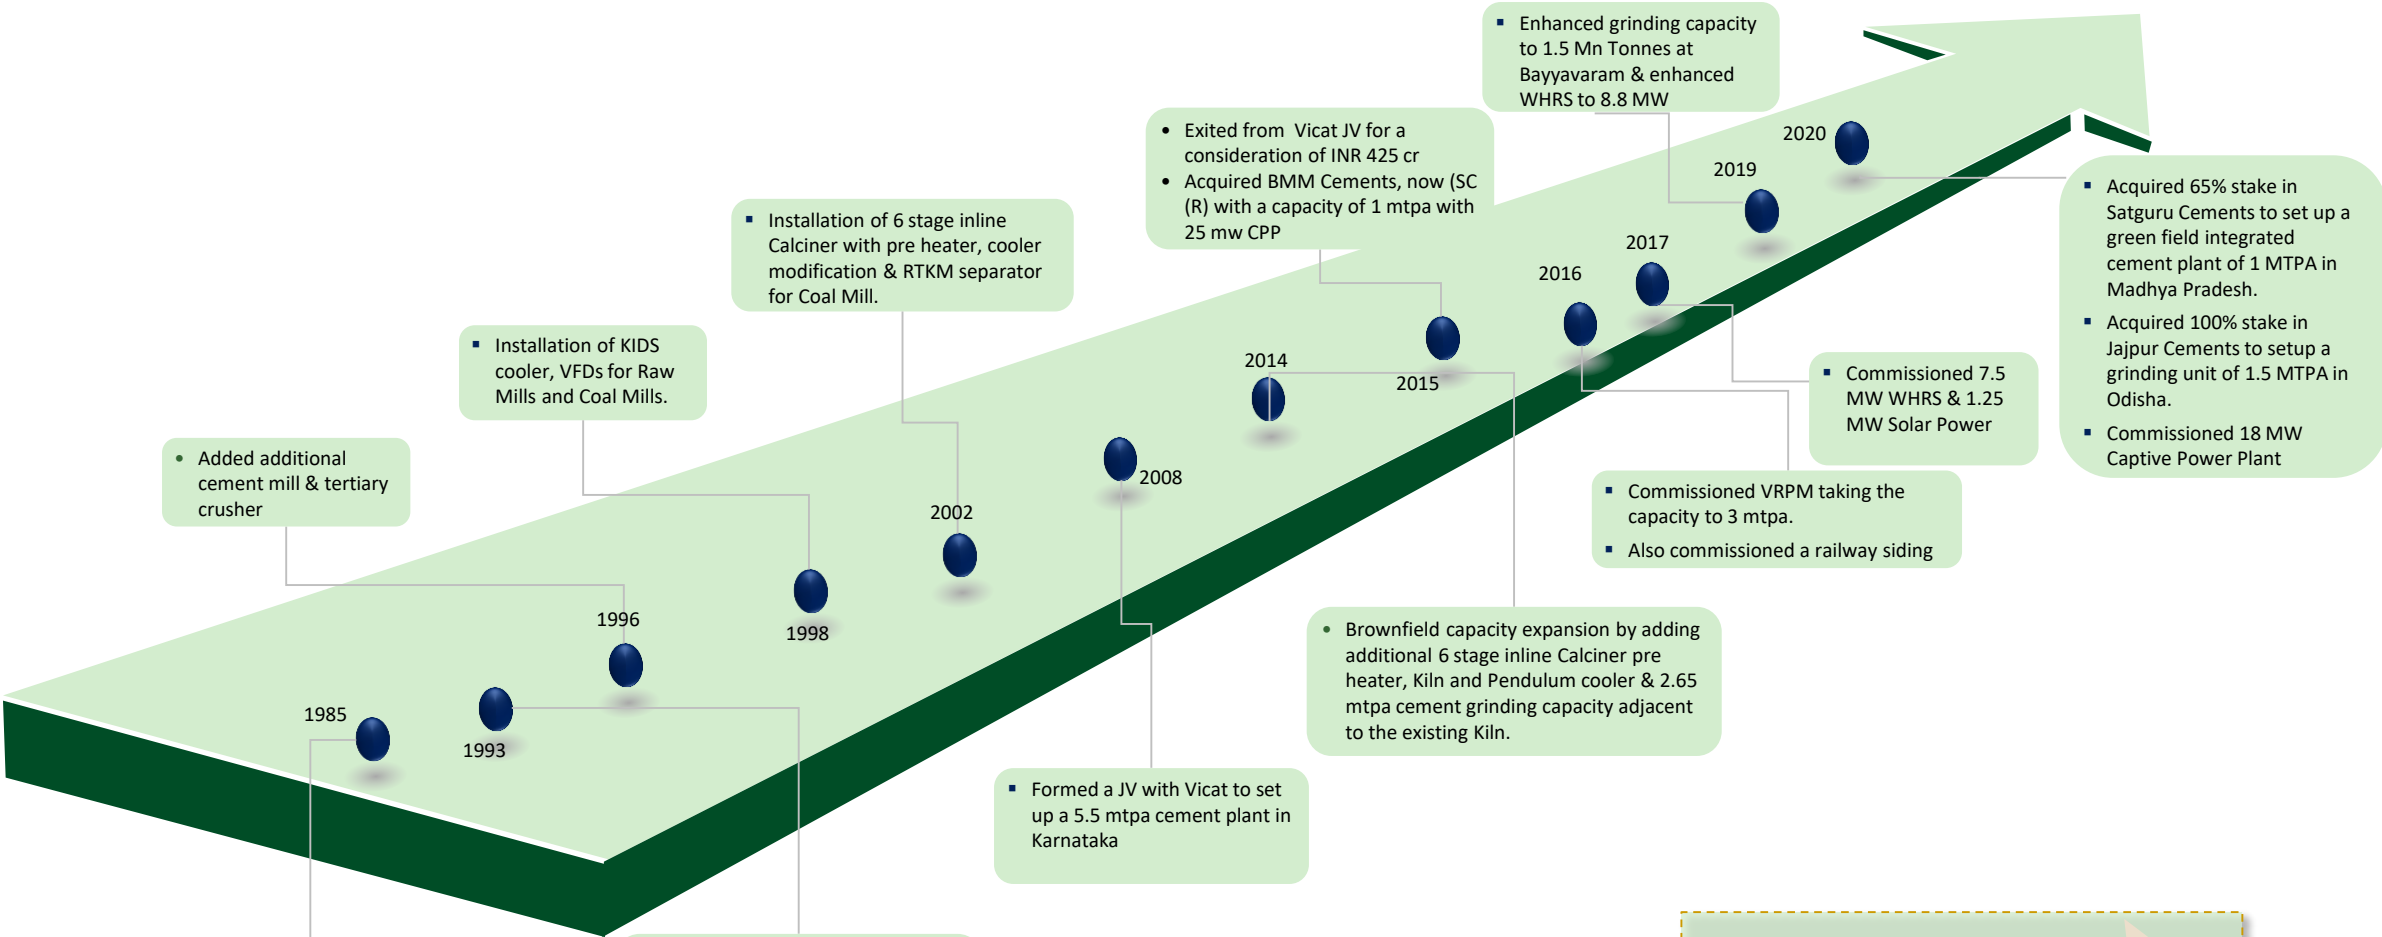 Enhanced grinding capacity
to 1.5 Mn Tonnes at
Bayyavaram & enhanced
WHRS to 8.8 MW
Exited from Vicat JV for a
consideration of INR 425 cr
Acquired BMM Cements, now (SC
(R) with a capacity of 1 mtpa with
25 mw CPP
Installation of 6 stage inline
Calciner with pre heater, cooler
modification & RTKM separator
for Coal Mill.
Installation of KIDS
cooler, VFDs for Raw
Mills and Coal Mills.
Added additional
cement mill & tertiary
crusher
2020
2019
2017
2016
2015
2014
2008
2002
1998
1996
1993
1985
Acquired 65% stake in
Satguru Cements to set up a
green field integrated
cement plant of 1 MTPA in
Madhya Pradesh.
Acquired 100% stake in
Jajpur Cements to setup a
grinding unit of 1.5 MTPA in
Odisha.
Commissioned 18 MW
Captive Power Plant
Commissioned 7.5
MW WHRS & 1.25
MW Solar Power
Commissioned VRPM taking the
capacity to 3 mtpa.
Also commissioned a railway siding
Brownfield capacity expansion by adding
additional 6 stage inline Calciner pre
heater, Kiln and Pendulum cooler & 2.65
mtpa cement grinding capacity adjacent
to the existing Kiln.
Formed a JV with Vicat to set
up a 5.5 mtpa cement plant in
Karnataka